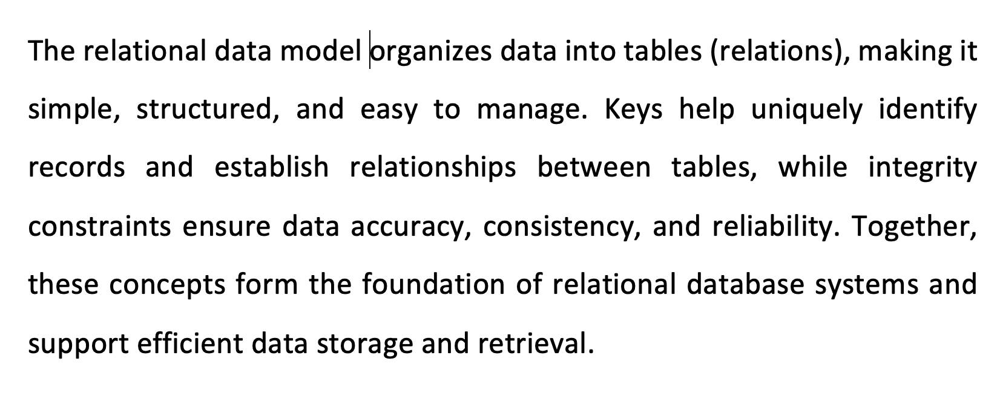 The relational data model organizes data into tables (relations), making it
simple, structured, and easy to manage. Keys help uniquely identify
records and establish relationships between tables, while integrity
constraints ensure data accuracy, consistency, and reliability. Together,
these concepts form the foundation of relational database systems and
support efficient data storage and retrieval.